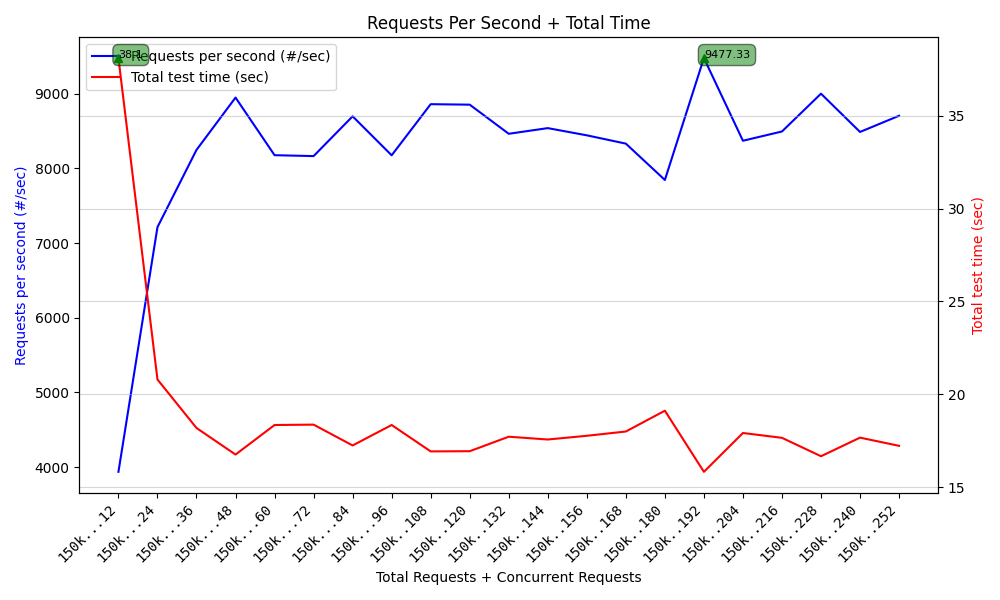 Requests Per Second + Total Time
Requests per second (#/sec)
Total test time (sec)
38.1
9477.33
9000
8000
7000
6000
5000
4000
Requests per second (#/sec)
35
30
25
20
15
Total test time (sec)
150k...12
150k...24
150k...36
150k...48
150k...60
150k...72
150k...84
150k...96
150k..108
150k..120
150k..132
150k..144
150k..156
150k..168
150k..180
150k..192
150k..204
150k..216
150k..228
150k..240
150k..252
Total Requests + Concurrent Requests